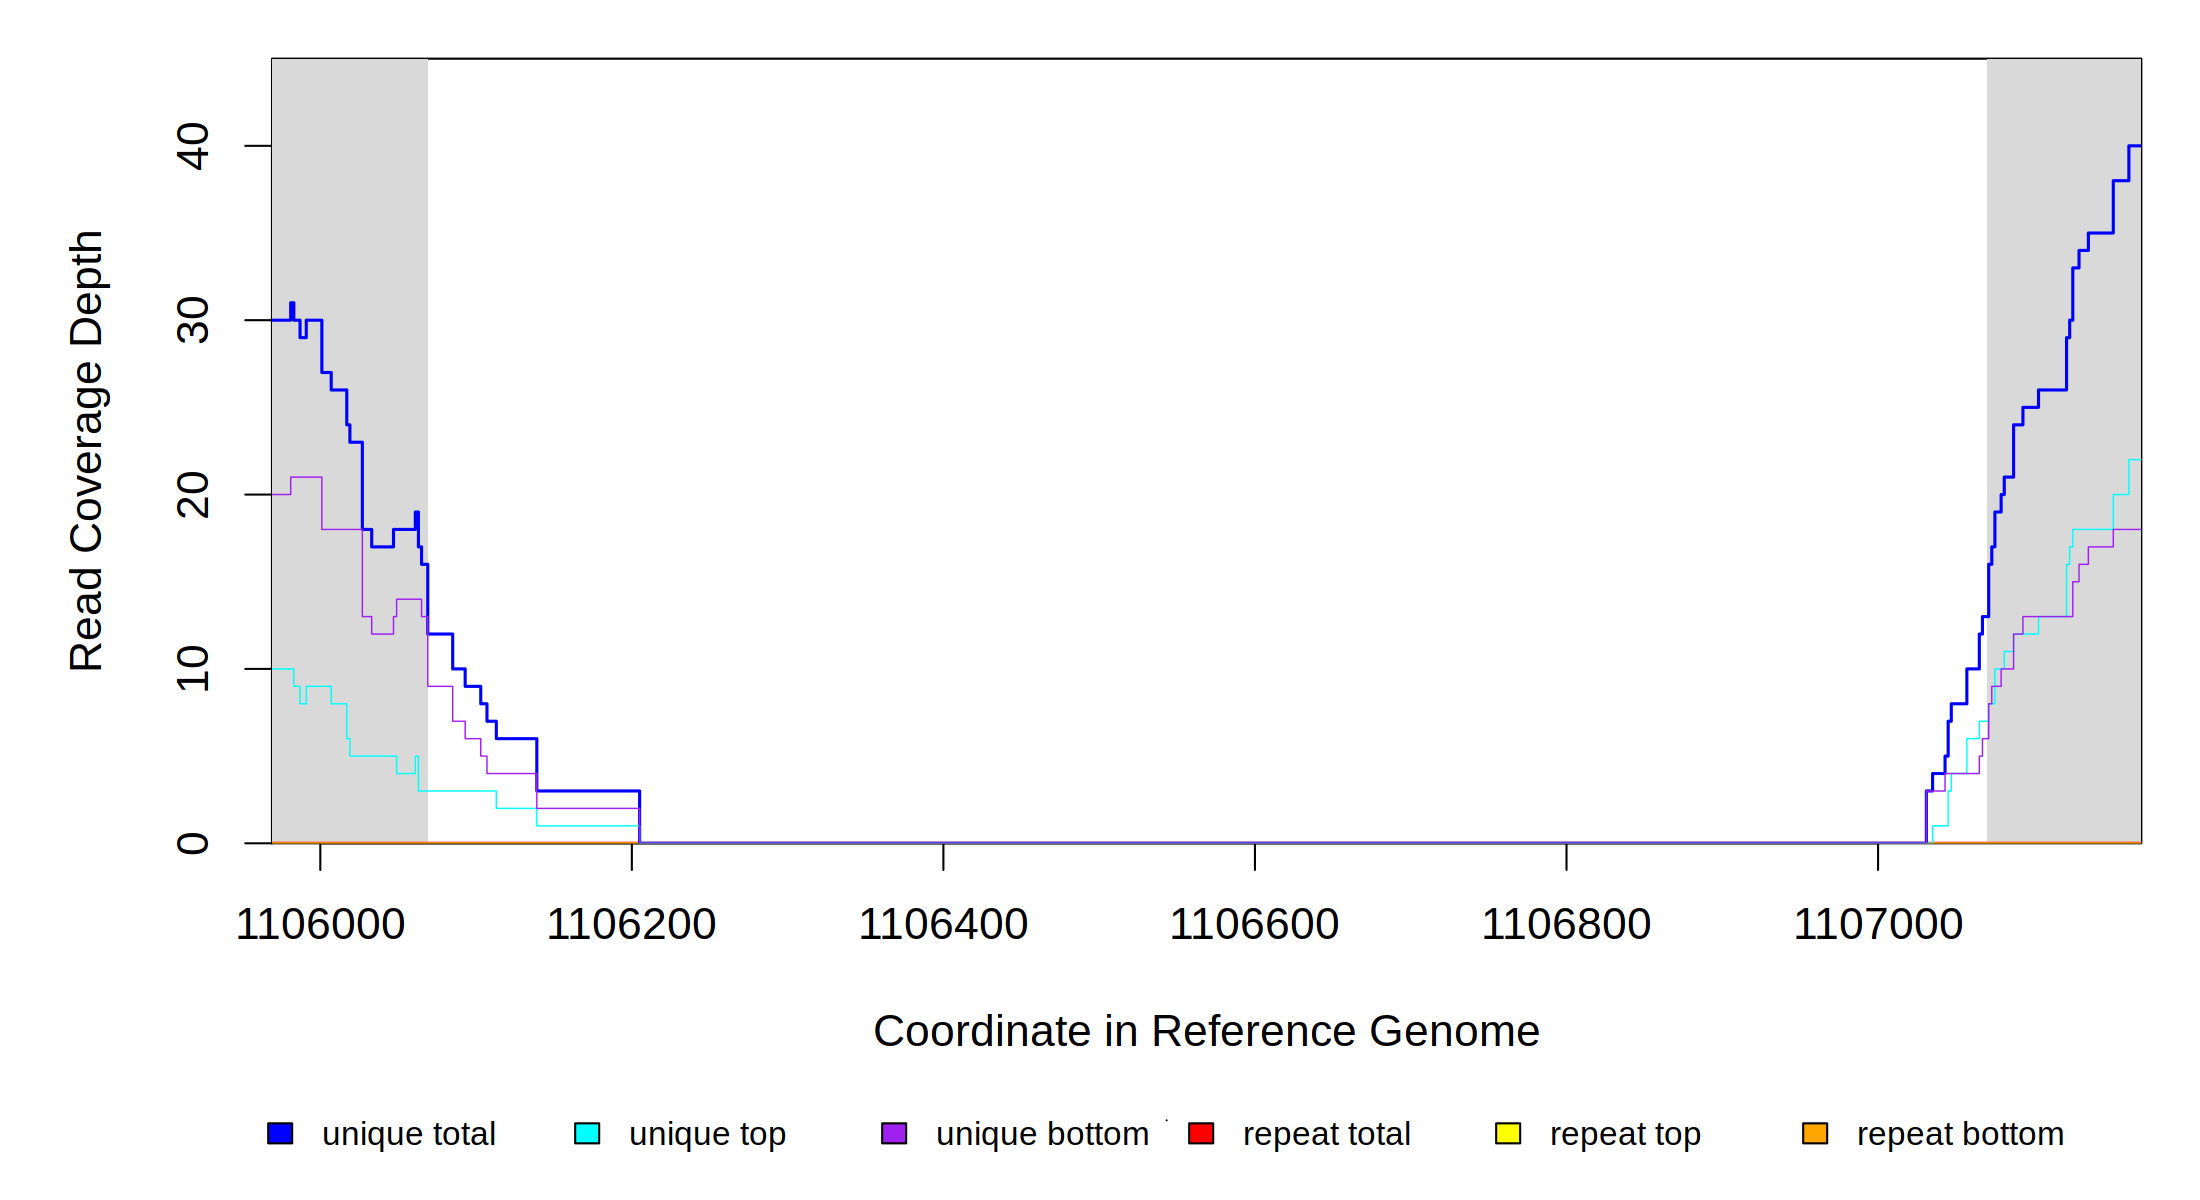 40
30
20
10
0
Read Coverage Depth
1106000 1106200 1106400 1106600 1106800 1107000
Coordinate in Reference Genome
unique total unique top unique bottom repeat total repeat top repeat bottom